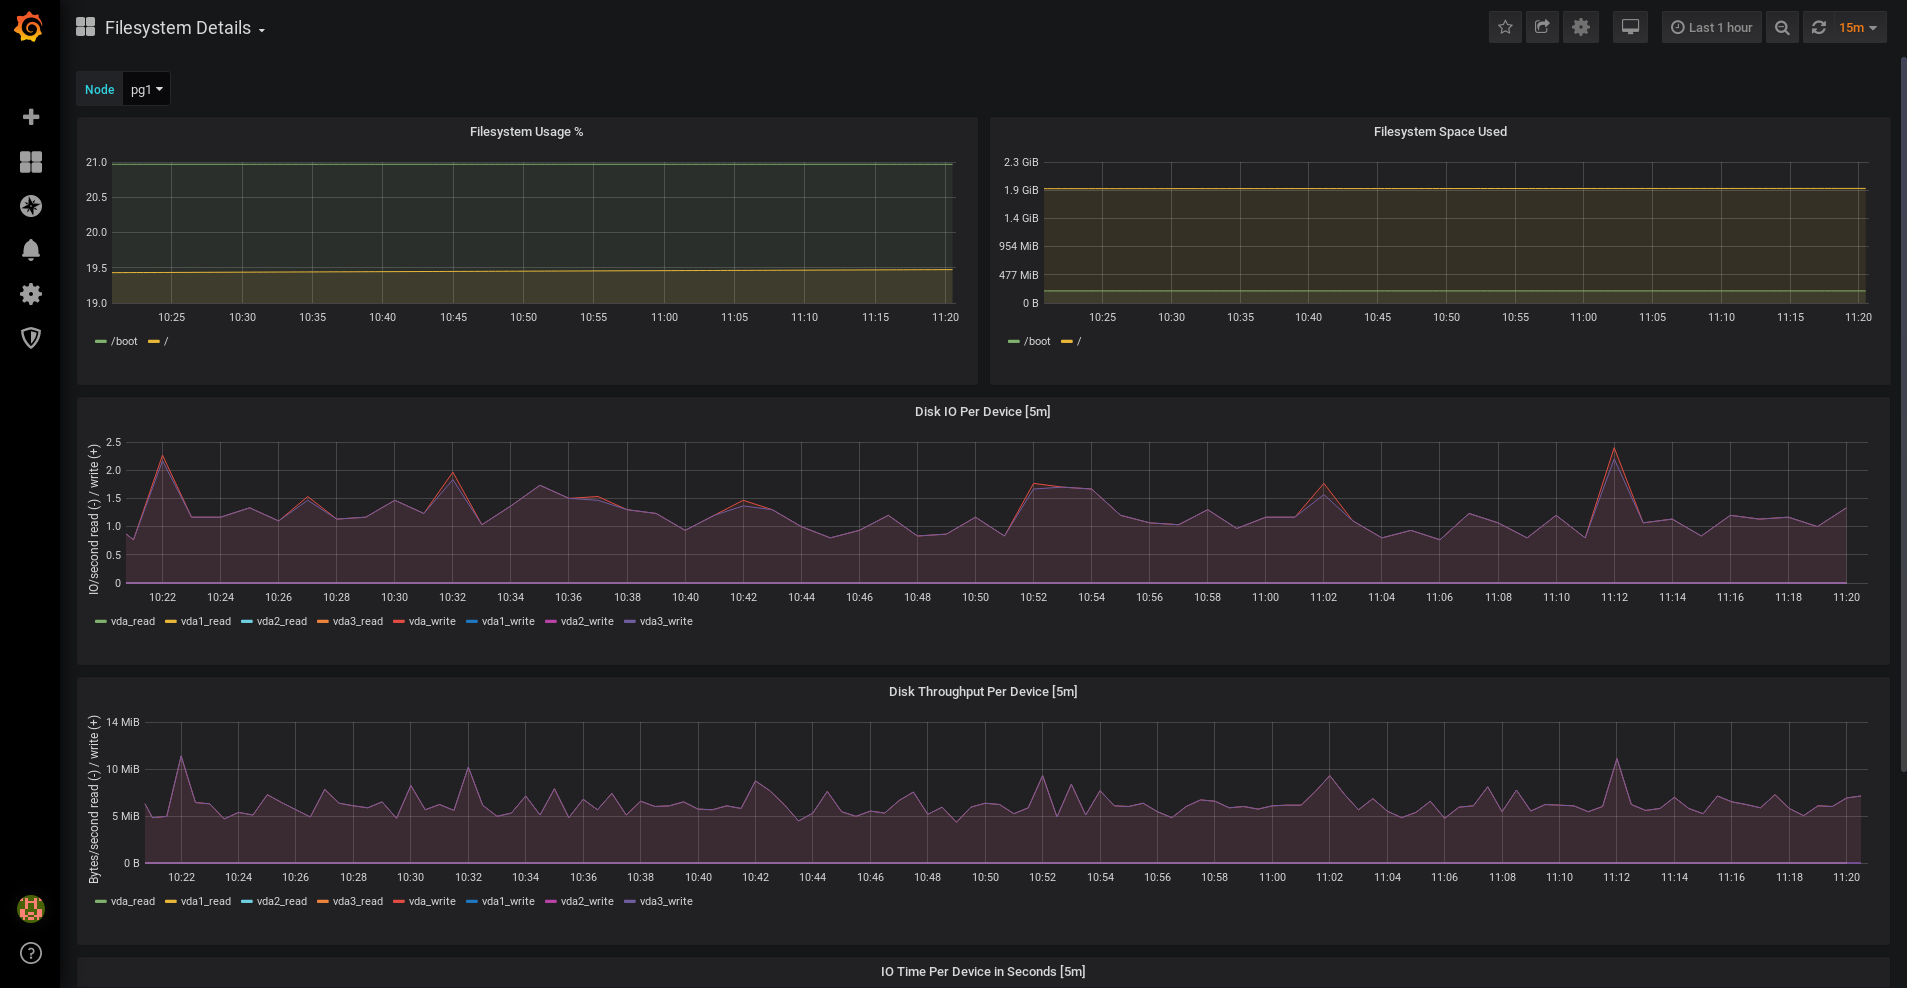 Filesystem Details
Last 1 hour
15m
Node pg1
Filesystem Usage %
21.0
20.5
20.0
19.5
19.0
10:25 10:30 10:35 10:40 10:45 10:50 10:55 11:00 11:05 11:10 11:15 11:20
/boot /
Filesystem Space Used
2.3 GiB
1.9 GiB
1.4 GiB
954 MiB
477 MiB
0 B
10:25 10:30 10:35 10:40 10:45 10:50 10:55 11:00 11:05 11:10 11:15 11:20
/boot /
Disk IO Per Device [5m]
IO/second read (-) / write (+)
2.5
2.0
1.5
1.0
0.5
0
10:22 10:24 10:26 10:28 10:30 10:32 10:34 10:36 10:38 10:40 10:42 10:44 10:46 10:48 10:50 10:52 10:54 10:56 10:58 11:00 11:02 11:04 11:06 11:08 11:10 11:12 11:14 11:16 11:18 11:20
vda_read vda1_read vda2_read vda3_read vda_write vda1_write vda2_write vda3_write
Disk Throughput Per Device [5m]
Bytes/second read (-) / write (+)
14 MiB
10 MiB
5 MiB
0 B
10:22 10:24 10:26 10:28 10:30 10:32 10:34 10:36 10:38 10:40 10:42 10:44 10:46 10:48 10:50 10:52 10:54 10:56 10:58 11:00 11:02 11:04 11:06 11:08 11:10 11:12 11:14 11:16 11:18 11:20
vda_read vda1_read vda2_read vda3_read vda_write vda1_write vda2_write vda3_write
IO Time Per Device in Seconds [5m]